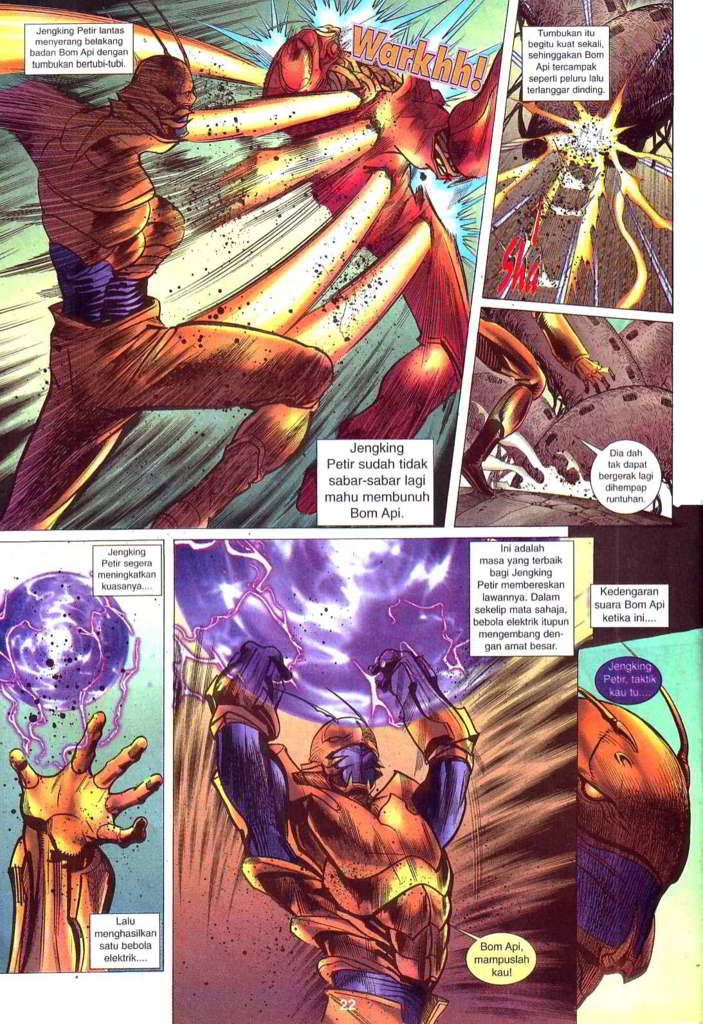 Jengking Petir lantas
menyerang belakang
badan Bom Api dengan
tumbukan bertubi-tubi.
Warkhh!
Tumbukan itu
begitu kuat sekali,
sehinggakan Bom
Api tercampak
seperti peluru lalu
terlanggar dinding.
Jengking
Petir sudah tidak
sabar-sabar lagi
mahu membunuh
Bom Api.
Dia dah
tak dapat
bergerak lagi
dihempap
runtuhan.
Jengking
Petir segera
meningkatkan
kuasanya....
Lalu
menghasilkan
satu bebola
elektrik....
Ini adalah
masa yang terbaik
bagi Jengking
Petir membereskan
lawannya. Dalam
sekelip mata sahaja,
bebola elektrik itupun
mengembang den-
gan amat besar.
Bom Api,
mampuslah
kau!
Kedengaran
suara Bom Api
ketika ini....
Jengking
Petir, taktik
kau tu....
22